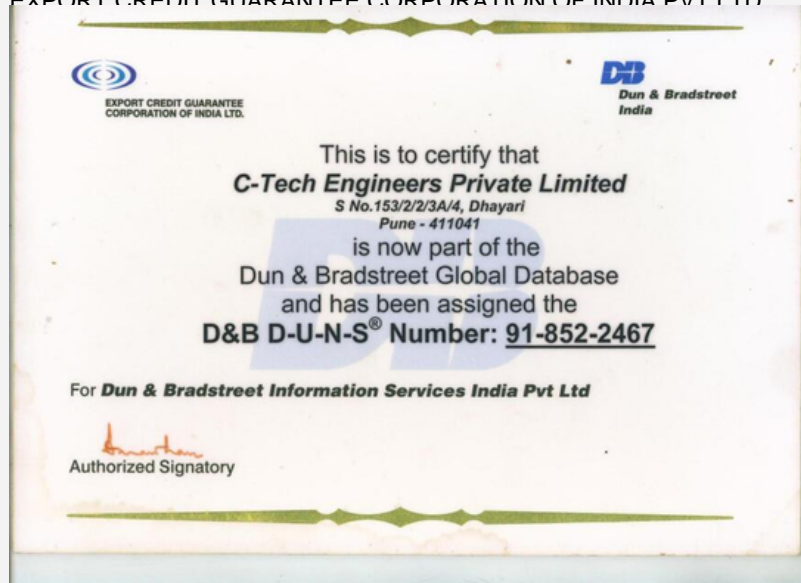 EXPORT CREDIT GUARANTEE CORPORATION OF INDIA PVT LTD
EXPORT CREDIT GUARANTEE
CORPORATION OF INDIA LTD.
DB
Dun & Bradstreet
India
This is to certify that
C-Tech Engineers Private Limited
S No.153/2/2/3A/4, Dhayari
Pune - 411041
is now part of the
Dun & Bradstreet Global Database
and has been assigned the
D&B D-U-N-S® Number: 91-852-2467
For Dun & Bradstreet Information Services India Pvt Ltd
Authorized Signatory